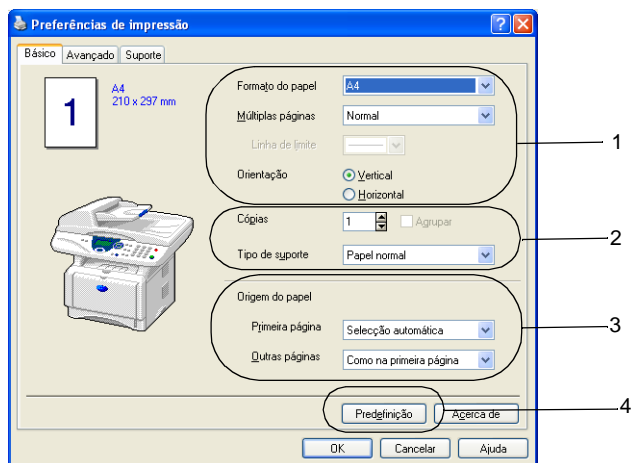 Preferências de impressão
Básico Avançado Suporte
1
A4
210 x 297 mm
Formato do papel A4
Múltiplas páginas Normal
Linha de limite
Orientação Vertical
Horizontal
1
Cópias 1 Agrupar
Tipo de suporte Papel normal
2
Origem do papel
Primeira página Selecção automática
Outras páginas Como na primeira página
3
Predefinição Acerca de
4
OK Cancelar Ajuda